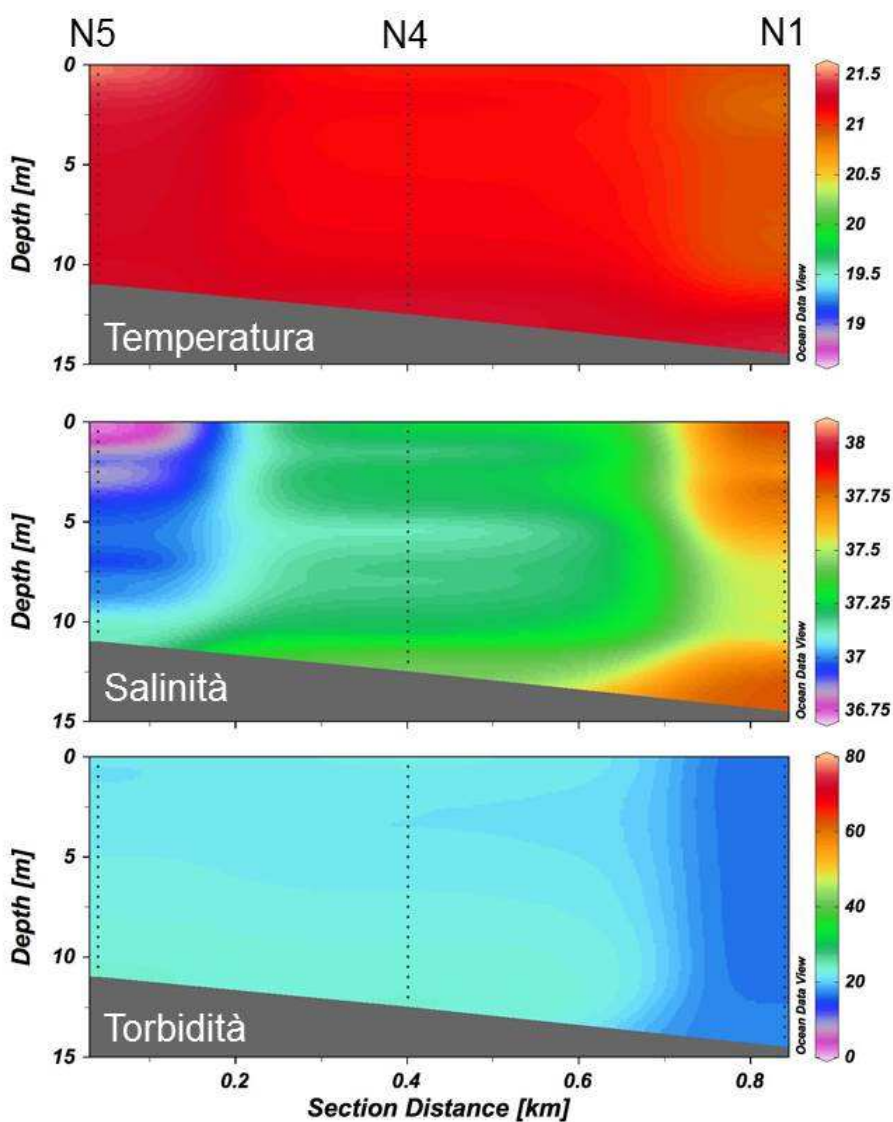 N5 N4 N1
0
5
10
15
Depth [m]
Temperatura
Ocean Data View
21.5
21
20.5
20
19.5
19
0
5
10
15
Depth [m]
Salinità
Ocean Data View
38
37.75
37.5
37.25
37
36.75
0
5
10
15
Depth [m]
Torbidità
Ocean Data View
80
60
40
20
0
0.2 0.4 0.6 0.8
Section Distance [km]